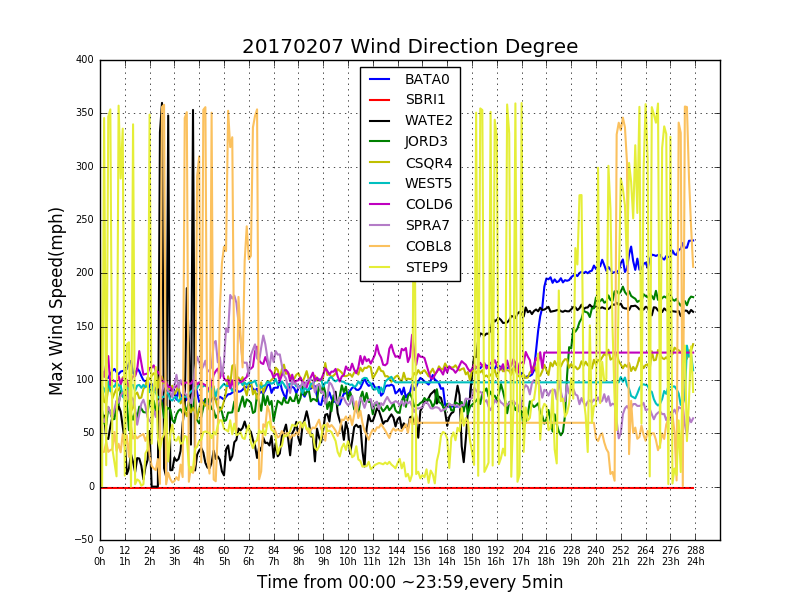 20170207 Wind Direction Degree
Max Wind Speed(mph)
400
350
300
250
200
150
100
50
0
−50
BATA0
SBRI1
WATE2
JORD3
CSQR4
WEST5
COLD6
SPRA7
COBL8
STEP9
0 12 24 36 48 60 72 84 96 108 120 132 144 156 168 180 192 204 216 228 240 252 264 276 288
0h 1h 2h 3h 4h 5h 6h 7h 8h 9h 10h 11h 12h 13h 14h 15h 16h 17h 18h 19h 20h 21h 22h 23h 24h
Time from 00:00 ~23:59,every 5min